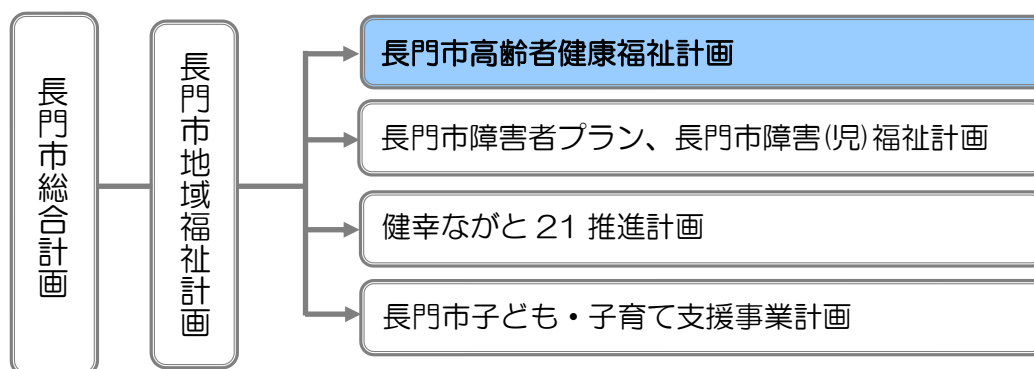 長門市総合計画
長門市地域福祉計画
長門市高齢者健康福祉計画
長門市障害者プラン、長門市障害(児)福祉計画
健幸ながと 21 推進計画
長門市子ども・子育て支援事業計画